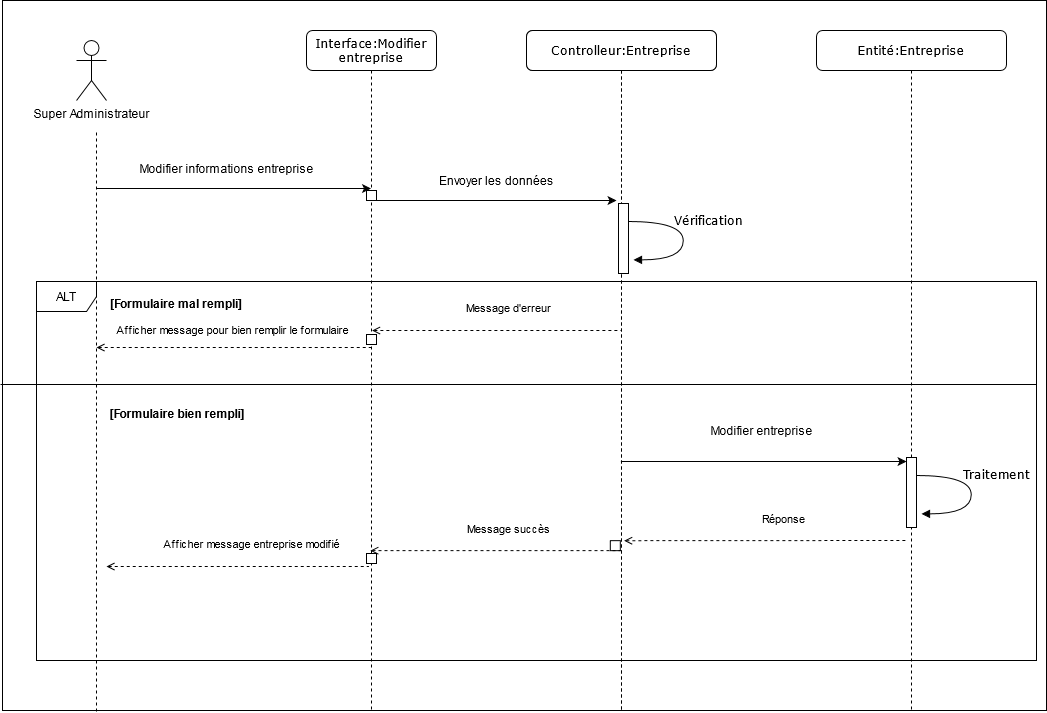 Interface:Modifier
entreprise
Controlleur:Entreprise
Entité:Entreprise
Super Administrateur
Modifier informations entreprise
Envoyer les données
Vérification
ALT
[Formulaire mal rempli]
Message d'erreur
Afficher message pour bien remplir le formulaire
[Formulaire bien rempli]
Modifier entreprise
Traitement
Réponse
Message succès
Afficher message entreprise modifié